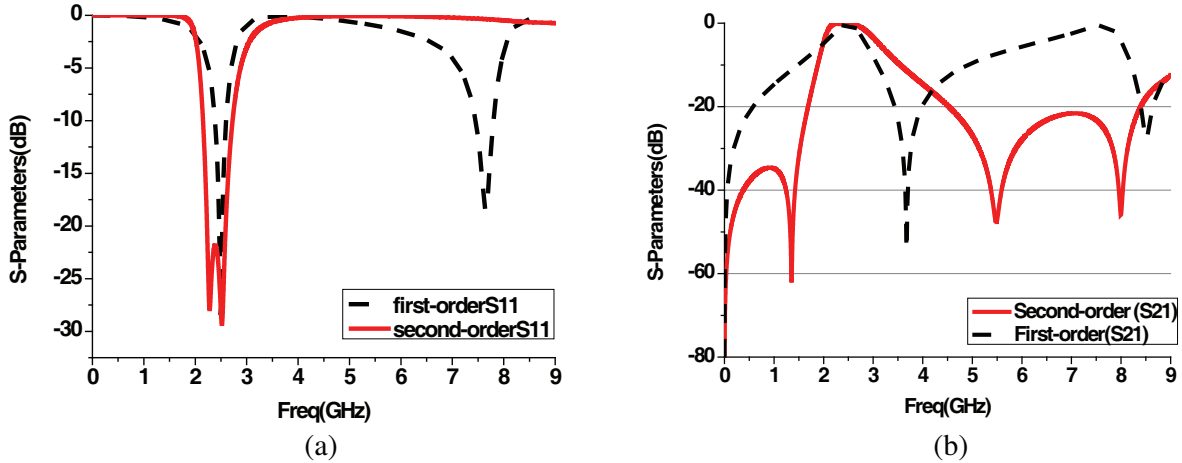 0
-5
-10
-15
-20
-25
-30
S-Parameters(dB)
first-orderS11
second-orderS11
0 1 2 3 4 5 6 7 8 9
Freq(GHz)
(a)
0
-20
-40
-60
-80
S-Parameters(dB)
Second-order (S21)
First-order(S21)
0 1 2 3 4 5 6 7 8 9
Freq(GHz)
(b)